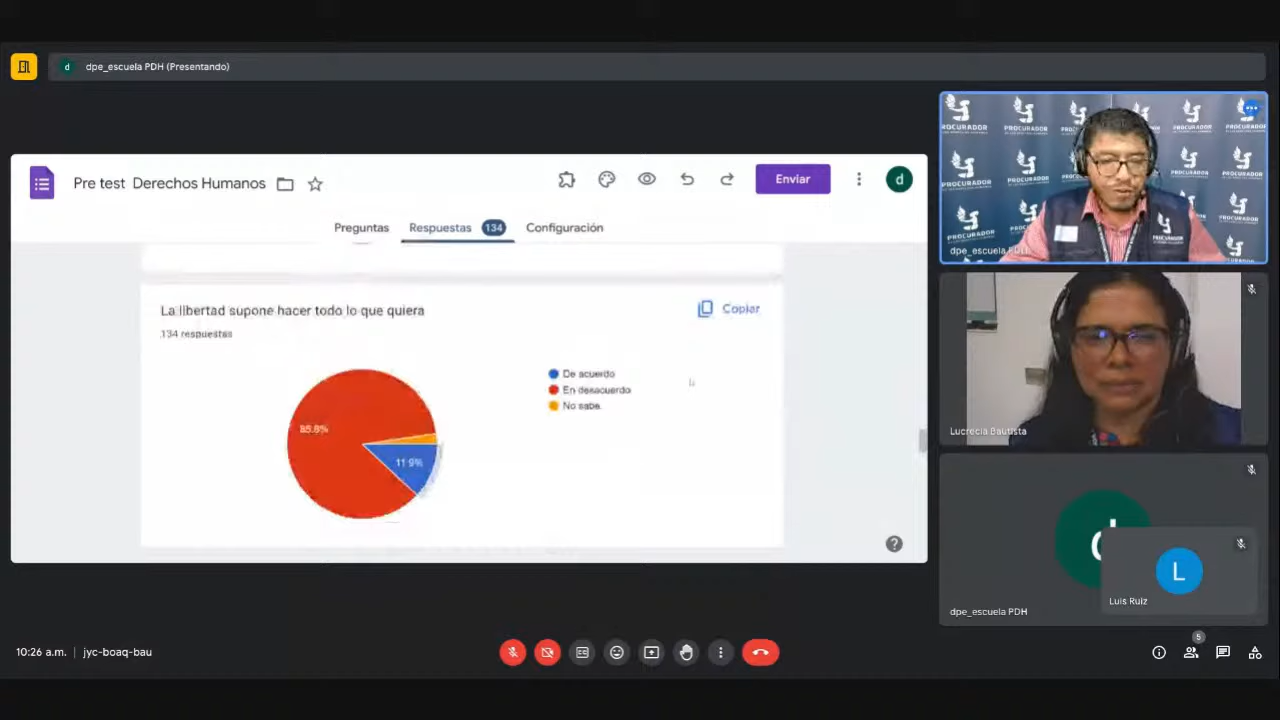 dpe_escuela PDH (Presentando)
Pre test Derechos Humanos
Enviar
d
Preguntas
Respuestas
134
Configuración
La libertad supone hacer todo lo que quiera
Copiar
134 respuestas
De acuerdo
En desacuerdo
No sabe.
85.8%
11.9%
PROCURADOR
dpe_escuela PDH
Lucrecia Bautista
d
dpe_escuela PDH
L
Luis Ruiz
10:26 a.m. | jyc-boaq-bau
5